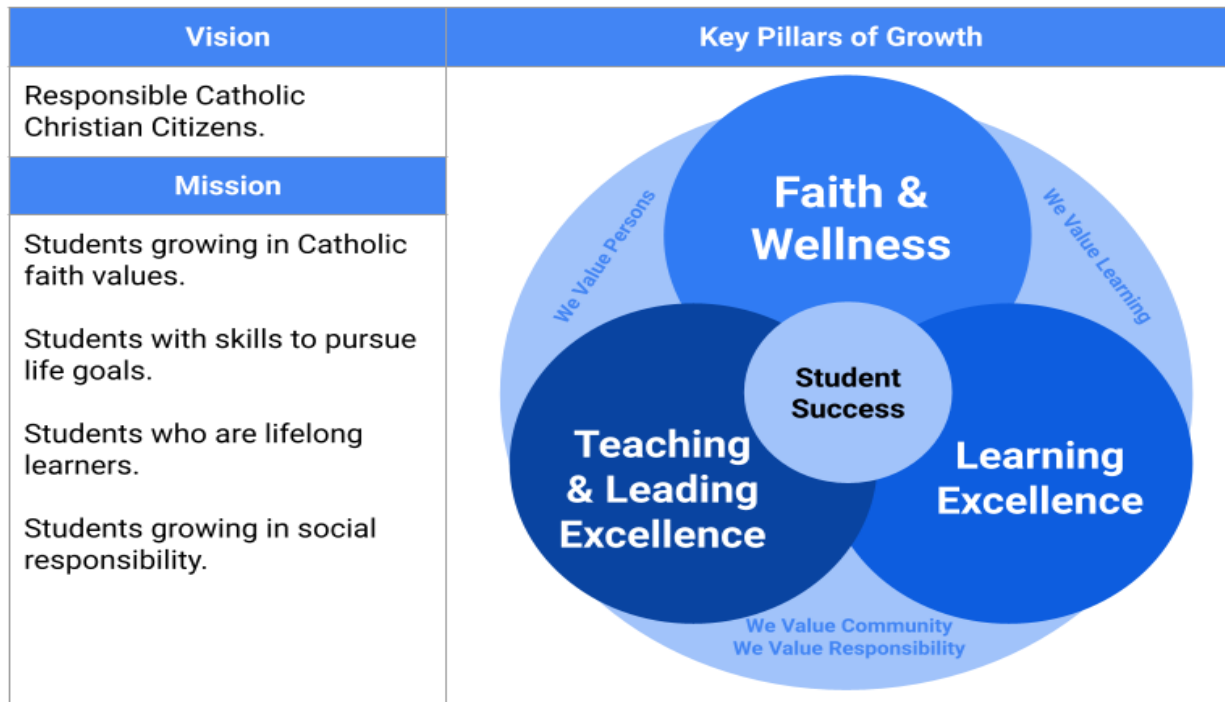 Vision
Responsible Catholic
Christian Citizens.
Mission
Students growing in Catholic
faith values.
Students with skills to pursue
life goals.
Students who are lifelong
learners.
Students growing in social
responsibility.
Key Pillars of Growth
Faith &
Wellness
We Value Persons
We Value Learning
Student
Success
Teaching
& Leading
Excellence
Learning
Excellence
We Value Community
We Value Responsibility